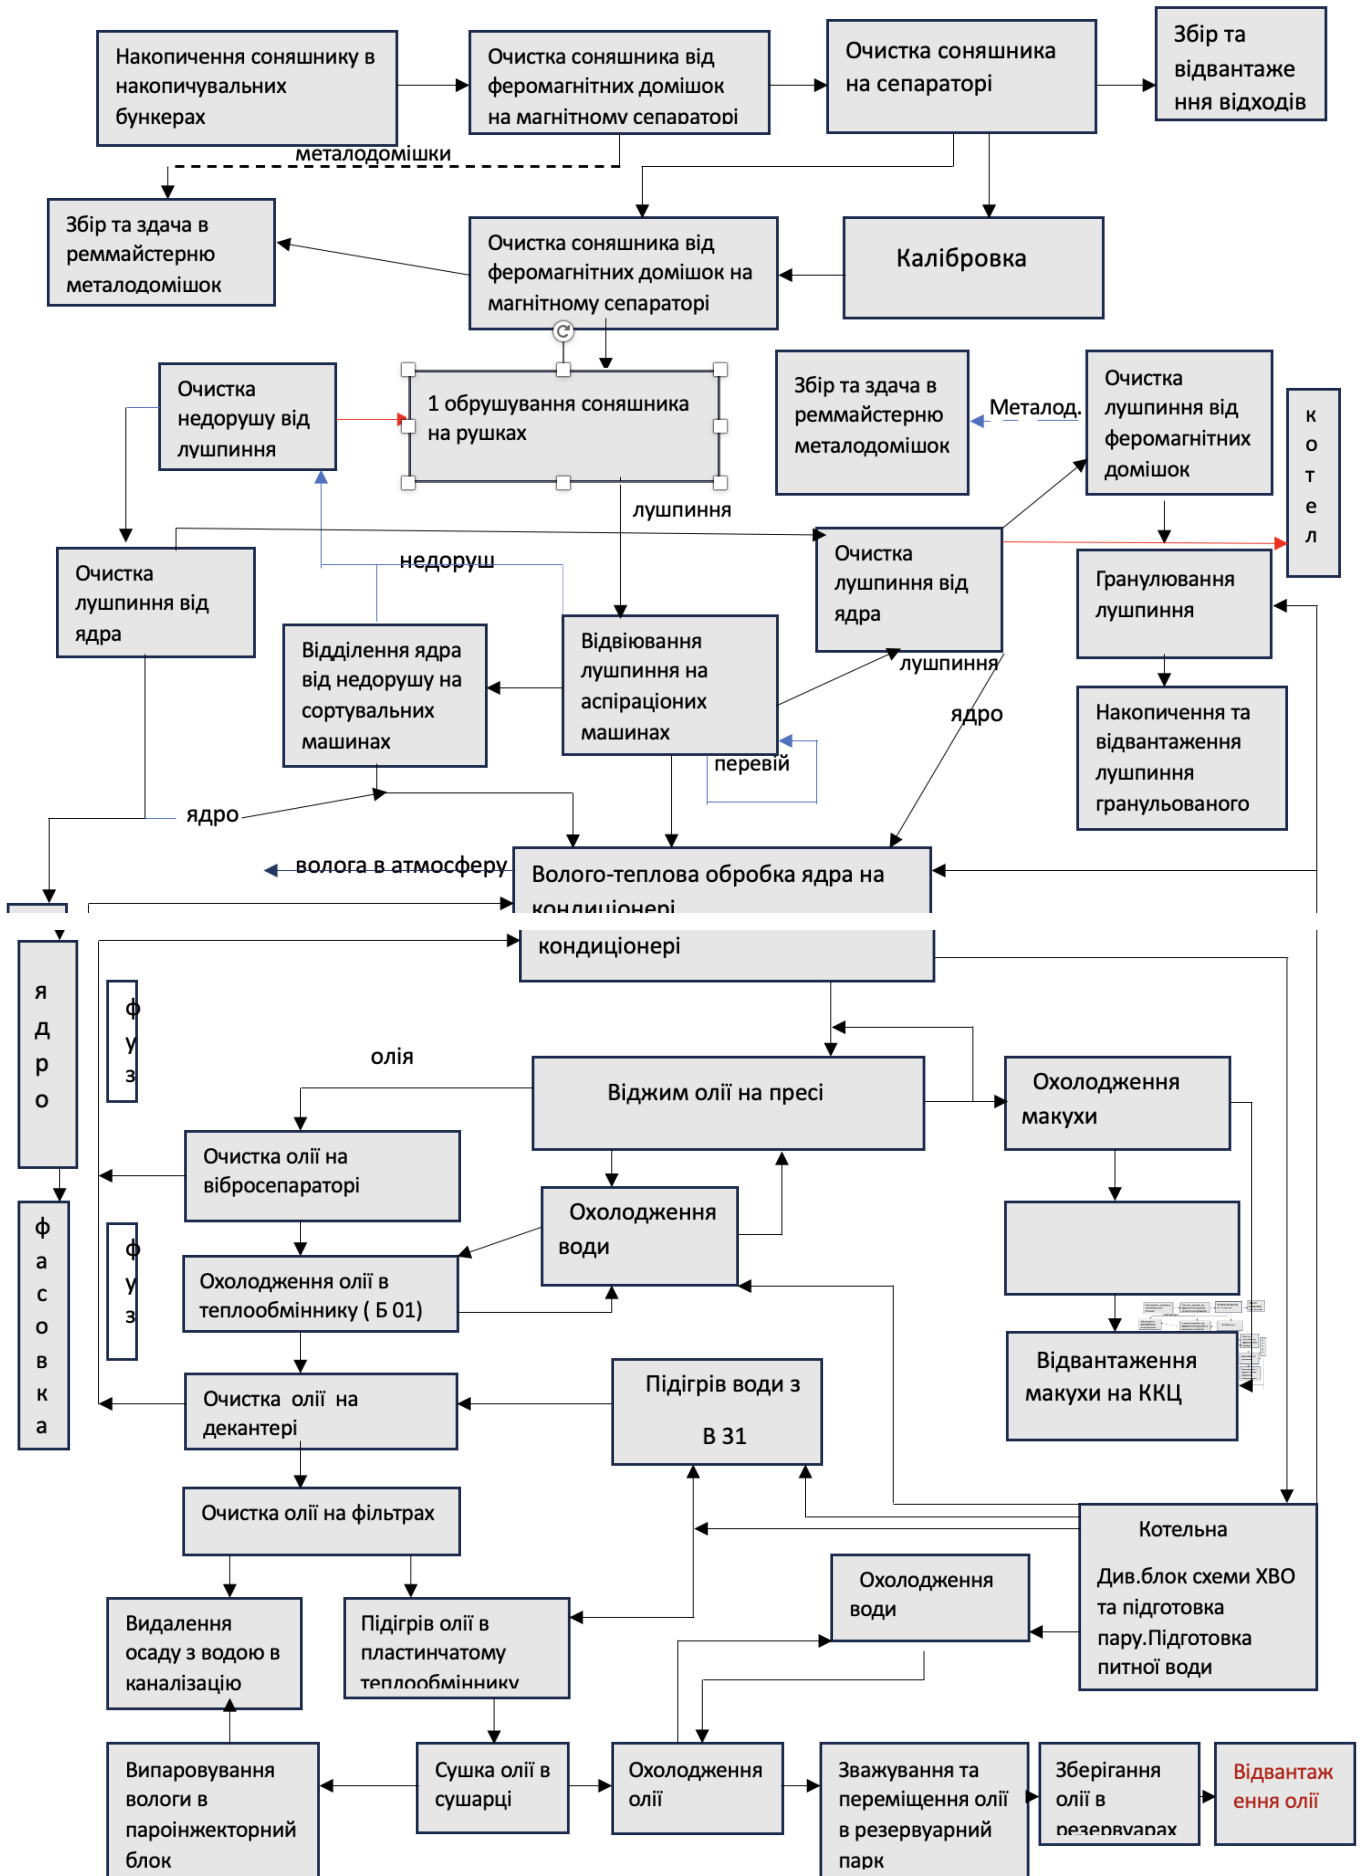 Накопичення соняшнику в
накопичувальних
бункерах
Очистка соняшника від
феромагнітних домішок
на магнітному сепараторі
Очистка соняшника
на сепараторі
Збір та
відвантаже
ння відходів
металодомішки
Збір та здача в
реммайстерню
металодомішок
Очистка соняшника від
феромагнітних домішок на
магнітному сепараторі
Калібровка
Очистка
недорушу від
лушпиння
1 обрушування соняшника
на рушках
Збір та здача в
реммайстерню
металодомішок
Металод.
Очистка
лушпиння від
феромагнітних
домішок
к
о
т
е
л
лушпиння
недоруш
Очистка
лушпиння від
ядра
Відділення ядра
від недорушу на
сортувальних
машинах
Відвіювання
лушпиння на
аспіраціоних
машинах
Очистка
лушпиння від
ядра
Гранулювання
лушпиння
лушпиння
ядро
перевій
Накопичення та
відвантаження
лушпиння
гранульованого
ядро
волога в атмосферу
Волого-теплова обробка ядра на
кондиціонері
кондиціонері
я
д
р
о
ф
у
з
олія
Віджим олії на пресі
Охолодження
макухи
Очистка олії на
вібросепараторі
Охолодження
води
ф
а
с
о
в
к
а
ф
у
з
Охолодження олії в
теплообміннику ( Б 01)
Відвантаження
макухи на ККЦ
Очистка олії на
декантері
Підігрів води з
В 31
Очистка олії на фільтрах
Котельна
Див.блок схеми ХВО
та підготовка
пару.Підготовка
питної води
Охолодження
води
Видалення
осаду з водою в
каналізацію
Підігрів олії в
пластинчатому
теплообміннику
Випаровування
вологи в
пароінжекторний
блок
Сушка олії в
сушарці
Охолодження
олії
Зважування та
переміщення олії
в резервуарний
парк
Зберігання
олії в
резервуарах
Відвантаж
ення олії